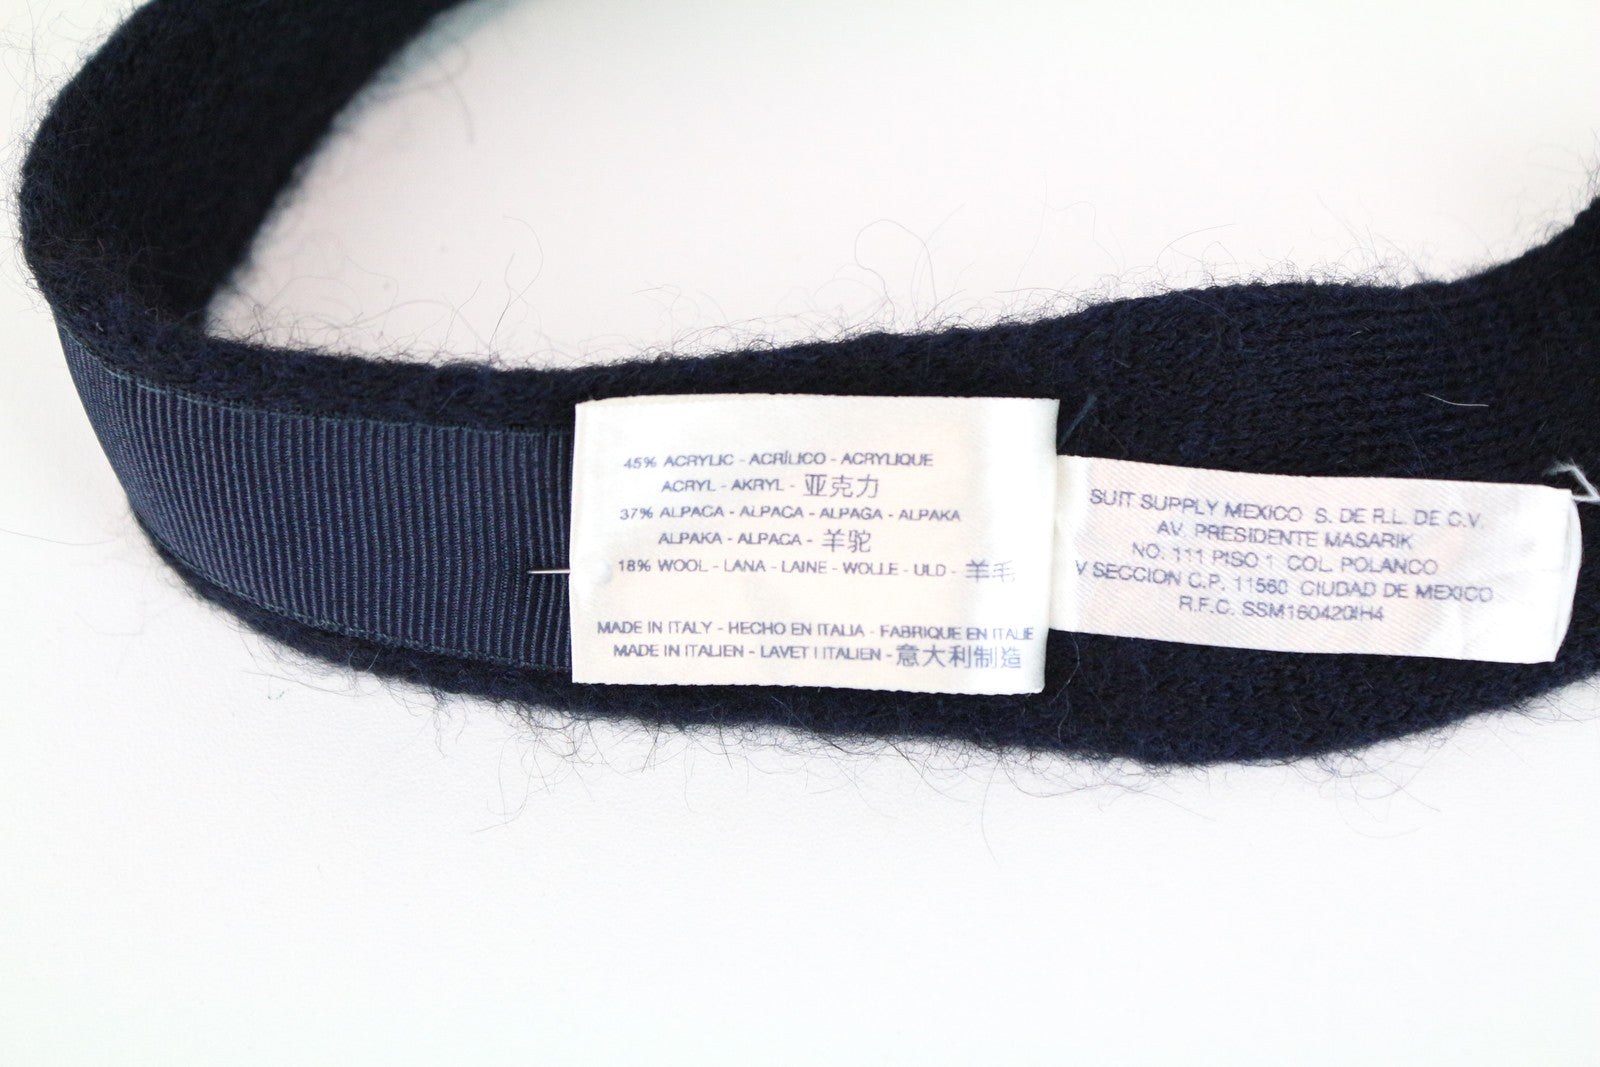 45% ACRYLIC - ACRÍLICO - ACRYLIQUE
ACRYL - AKRYL - 亚克力
37% ALPACA - ALPACA - ALPAGA - ALPAKA
ALPAKA - ALPACA - 羊驼
18% WOOL - LANA - LAINE - WOLLE - ULD - 羊毛
MADE IN ITALY - HECHO EN ITALIA - FABRIQUE EN ITALIE
MADE IN ITALIEN - LAVET I ITALIEN - 意大利制造
SUIT SUPPLY MEXICO S. DE R.L. DE C.V.
AV. PRESIDENTE MASARIK
NO. 111 PISO 1 COL. POLANCO
V SECCION C.P. 11560 CIUDAD DE MEXICO
R.F.C. SSM160420IH4